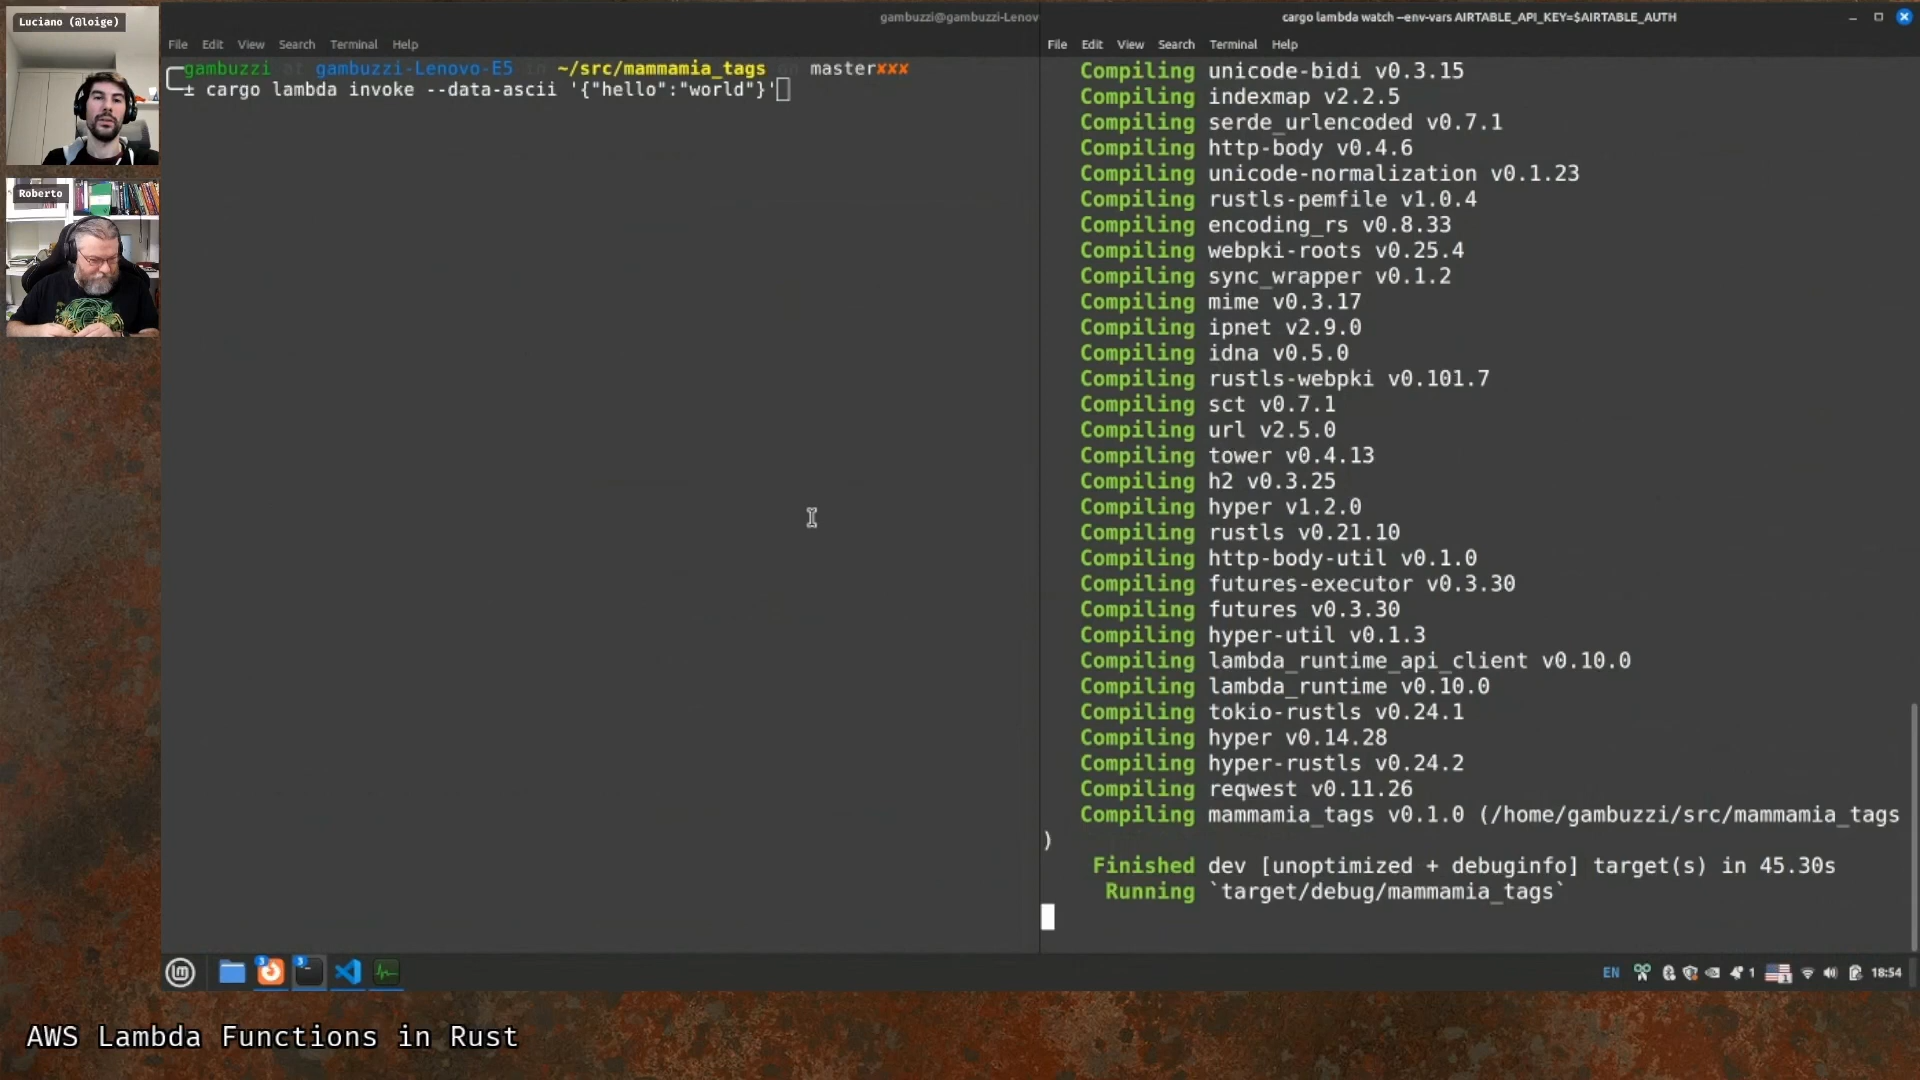 Luciano (@loige)
Roberto
gambuzzi@gambuzzi-Lenov
File Edit View Search Terminal Help
gambuzzi at gambuzzi-Lenovo-E5 in ~/src/mammamia_tags on master✘✘✘
± cargo lambda invoke --data-ascii '{"hello":"world"}'
cargo lambda watch --env-vars AIRTABLE_API_KEY=$AIRTABLE_AUTH
File Edit View Search Terminal Help
Compiling unicode-bidi v0.3.15
Compiling indexmap v2.2.5
Compiling serde_urlencoded v0.7.1
Compiling http-body v0.4.6
Compiling unicode-normalization v0.1.23
Compiling rustls-pemfile v1.0.4
Compiling encoding_rs v0.8.33
Compiling webpki-roots v0.25.4
Compiling sync_wrapper v0.1.2
Compiling mime v0.3.17
Compiling ipnet v2.9.0
Compiling idna v0.5.0
Compiling rustls-webpki v0.101.7
Compiling sct v0.7.1
Compiling url v2.5.0
Compiling tower v0.4.13
Compiling h2 v0.3.25
Compiling hyper v1.2.0
Compiling rustls v0.21.10
Compiling http-body-util v0.1.0
Compiling futures-executor v0.3.30
Compiling futures v0.3.30
Compiling hyper-util v0.1.3
Compiling lambda_runtime_api_client v0.10.0
Compiling lambda_runtime v0.10.0
Compiling tokio-rustls v0.24.1
Compiling hyper v0.14.28
Compiling hyper-rustls v0.24.2
Compiling reqwest v0.11.26
Compiling mammamia_tags v0.1.0 (/home/gambuzzi/src/mammamia_tags
)
Finished dev [unoptimized + debuginfo] target(s) in 45.30s
Running `target/debug/mammamia_tags`
3 3 EN 1 18:54
AWS Lambda Functions in Rust